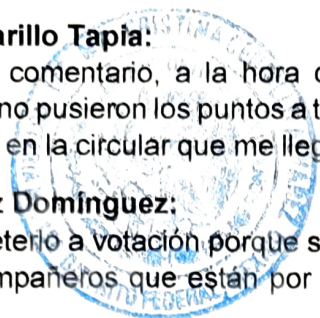 arillo Tapia:
comentario, a la hora
no pusieron los puntos a t
en la circular que me lleg
z Domínguez:
eterlo a votación porque s
mpañeros que están por